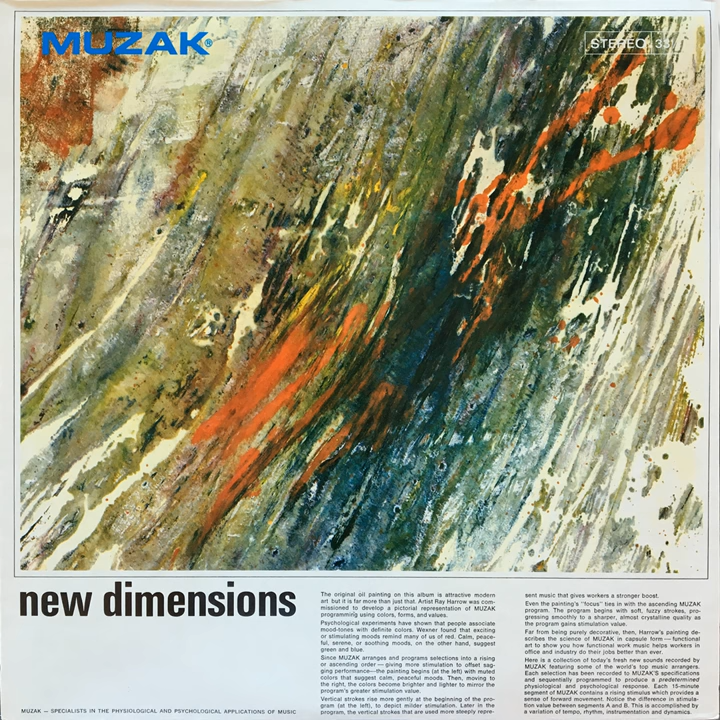 MUZAK®
STEREO 33⅓
new dimensions
The original oil painting on this album is attractive modern
art but it is far more than just that. Artist Ray Harrow was com-
missioned to develop a pictorial representation of MUZAK
programming using colors, forms, and values.
Psychological experiments have shown that people associate
mood-tones with definite colors. Wexner found that exciting
or stimulating moods remind many of us of red. Calm, peace-
ful, serene, or soothing moods, on the other hand, suggest
green and blue.
Since MUZAK arranges and programs selections into a rising
or ascending order — giving more stimulation to offset sag-
ging performance—the painting begins (at the left) with muted
colors that suggest calm, peaceful moods. Then, moving to
the right, the colors become brighter and lighter to mirror the
program's greater stimulation value.
Vertical strokes rise more gently at the beginning of the pro-
gram (at the left), to depict milder stimulation. Later in the
program, the vertical strokes that are used more steeply repre-
sent music that gives workers a stronger boost.
Even the painting's "focus" ties in with the ascending MUZAK
program. The program begins with soft, fuzzy strokes, pro-
gressing smoothly to a sharper, almost crystalline quality as
the program gains stimulation value.
Far from being purely decorative, then, Harrow's painting de-
scribes the science of MUZAK in capsule form — functional
art to show you how functional work music helps workers in
office and industry do their jobs better than ever.
Here is a collection of today's fresh new sounds recorded by
MUZAK featuring some of the world's top music arrangers.
Each selection has been recorded to MUZAK'S specifications
and sequentially programmed to produce a predetermined
physiological and psychological response. Each 15-minute
segment of MUZAK contains a rising stimulus which provides a
sense of forward movement. Notice the difference in stimula-
tion value between segments A and B. This is accomplished by
a variation of tempo, rhythm, instrumentation and dynamics.
MUZAK — SPECIALISTS IN THE PHYSIOLOGICAL AND PSYCHOLOGICAL APPLICATIONS OF MUSIC